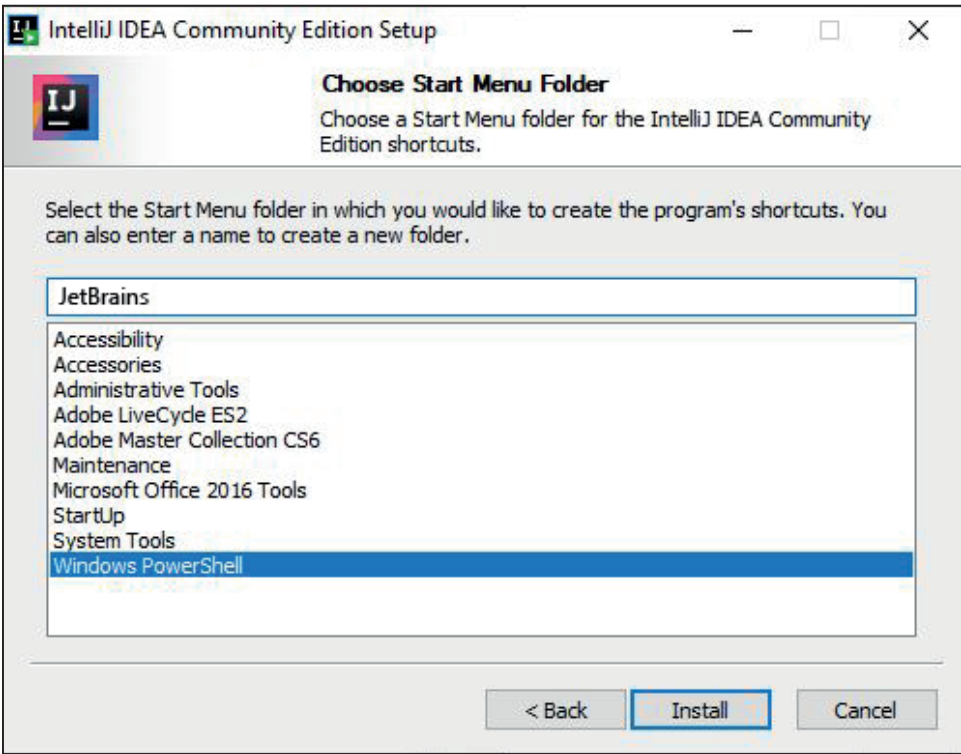 IntelliJ IDEA Community Edition Setup
IJ
Choose Start Menu Folder
Choose a Start Menu folder for the IntelliJ IDEA Community
Edition shortcuts.
Select the Start Menu folder in which you would like to create the program's shortcuts. You
can also enter a name to create a new folder.
JetBrains
Accessibility
Accessories
Administrative Tools
Adobe LiveCycle ES2
Adobe Master Collection CS6
Maintenance
Microsoft Office 2016 Tools
StartUp
System Tools
Windows PowerShell
< Back
Install
Cancel